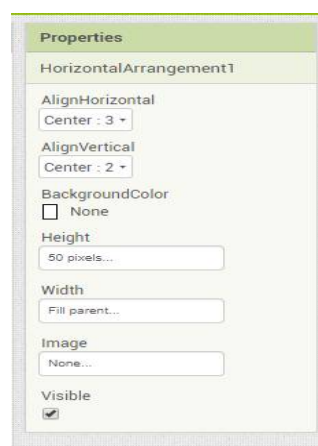 Properties
HorizontalArrangement1
AlignHorizontal
Center : 3
AlignVertical
Center : 2
BackgroundColor
None
Height
50 pixels...
Width
Fill parent...
Image
None...
Visible